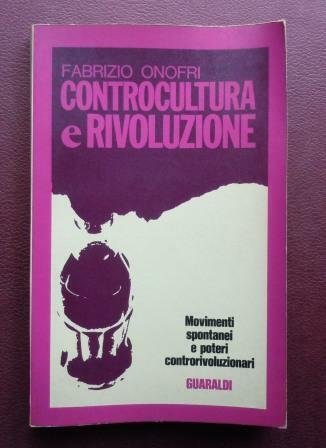 FABRIZIO ONOFRI
CONTROCULTURA
e RIVOLUZIONE
Movimenti
spontanei
e poteri
controrivoluzionari
GUARALDI